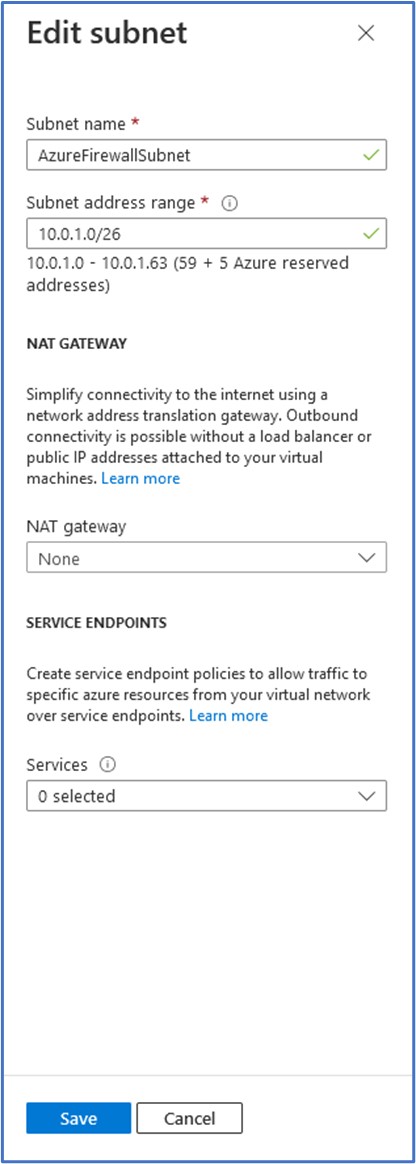 Edit subnet
Subnet name *
AzureFirewallSubnet
Subnet address range *
10.0.1.0/26
10.0.1.0 - 10.0.1.63 (59 + 5 Azure reserved
addresses)
NAT GATEWAY
Simplify connectivity to the internet using a
network address translation gateway. Outbound
connectivity is possible without a load balancer or
public IP addresses attached to your virtual
machines. Learn more
NAT gateway
None
SERVICE ENDPOINTS
Create service endpoint policies to allow traffic to
specific azure resources from your virtual network
over service endpoints. Learn more
Services
0 selected
Save Cancel